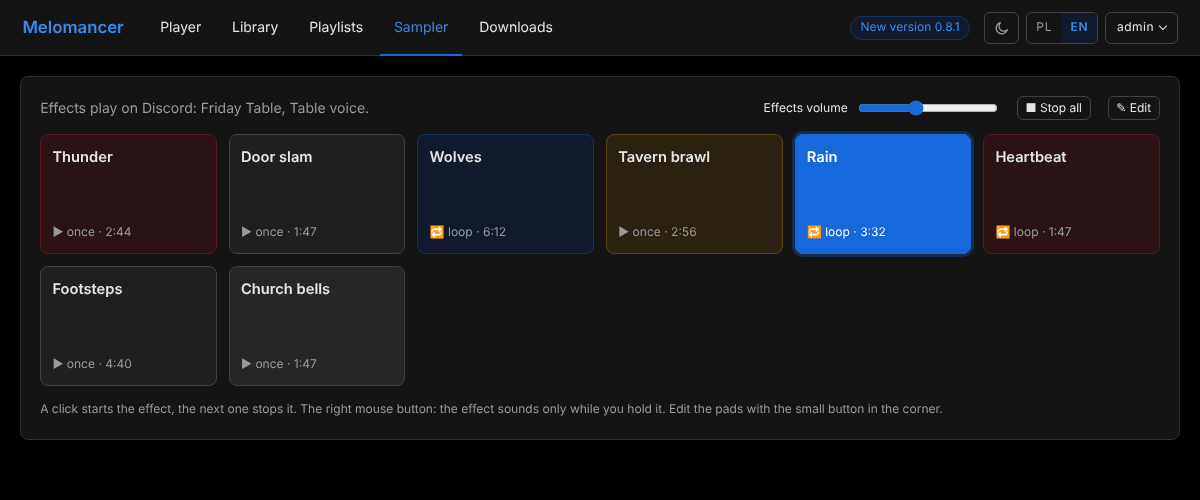 Melomancer Player Library Playlists Sampler Downloads New version 0.8.1 PL EN admin
Effects play on Discord: Friday Table, Table voice. Effects volume Stop all ✎ Edit
Thunder
▶ once · 2:44
Door slam
▶ once · 1:47
Wolves
🔁 loop · 6:12
Tavern brawl
▶ once · 2:56
Rain
🔁 loop · 3:32
Heartbeat
🔁 loop · 1:47
Footsteps
▶ once · 4:40
Church bells
▶ once · 1:47
A click starts the effect, the next one stops it. The right mouse button: the effect sounds only while you hold it. Edit the pads with the small button in the corner.